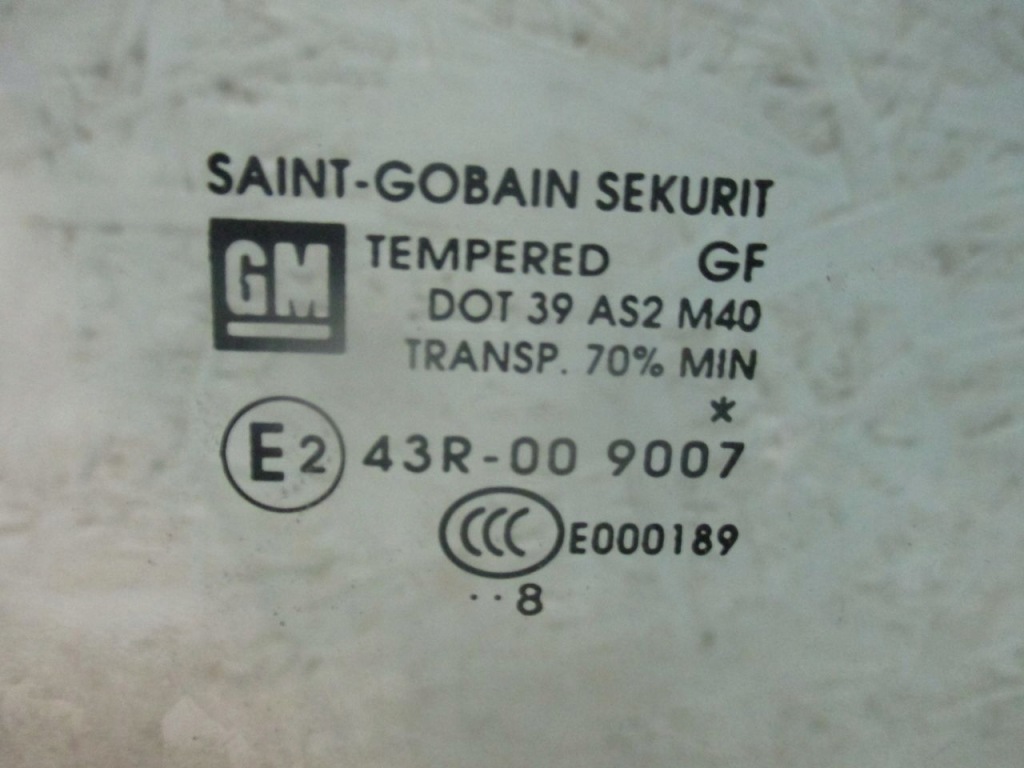 SAINT-GOBAIN SEKURIT
GM
TEMPERED GF
DOT 39 AS2 M40
TRANSP. 70% MIN
*
E2 43R-00 9007
CCC E000189
··8